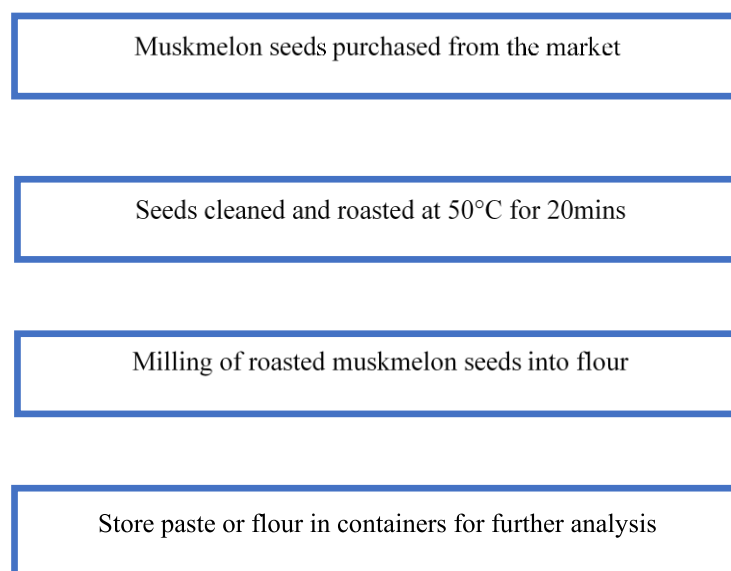 Muskmelon seeds purchased from the market
Seeds cleaned and roasted at 50°C for 20mins
Milling of roasted muskmelon seeds into flour
Store paste or flour in containers for further analysis